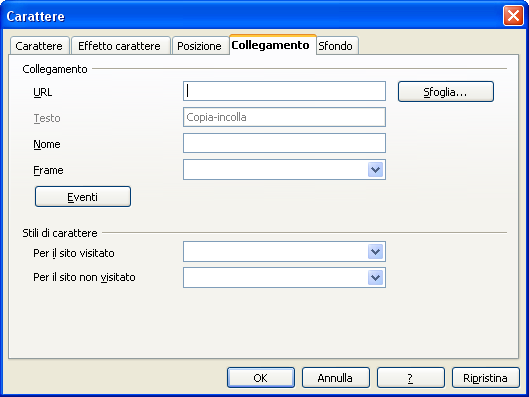 Carattere
Carattere Effetto carattere Posizione Collegamento Sfondo
Collegamento
URL Sfoglia...
Testo Copia-incolla
Nome
Frame
Eventi
Stili di carattere
Per il sito visitato
Per il sito non visitato
OK Annulla ? Ripristina